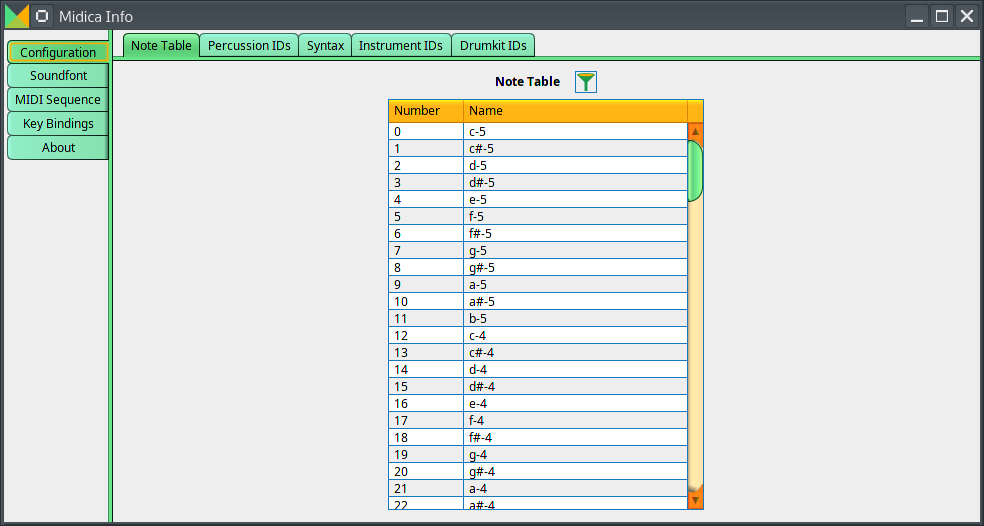 Midica Info
Configuration
Soundfont
MIDI Sequence
Key Bindings
About
Note Table Percussion IDs Syntax Instrument IDs Drumkit IDs
Note Table
Number Name
0 c-5
1 c#-5
2 d-5
3 d#-5
4 e-5
5 f-5
6 f#-5
7 g-5
8 g#-5
9 a-5
10 a#-5
11 b-5
12 c-4
13 c#-4
14 d-4
15 d#-4
16 e-4
17 f-4
18 f#-4
19 g-4
20 g#-4
21 a-4
22 a#-4